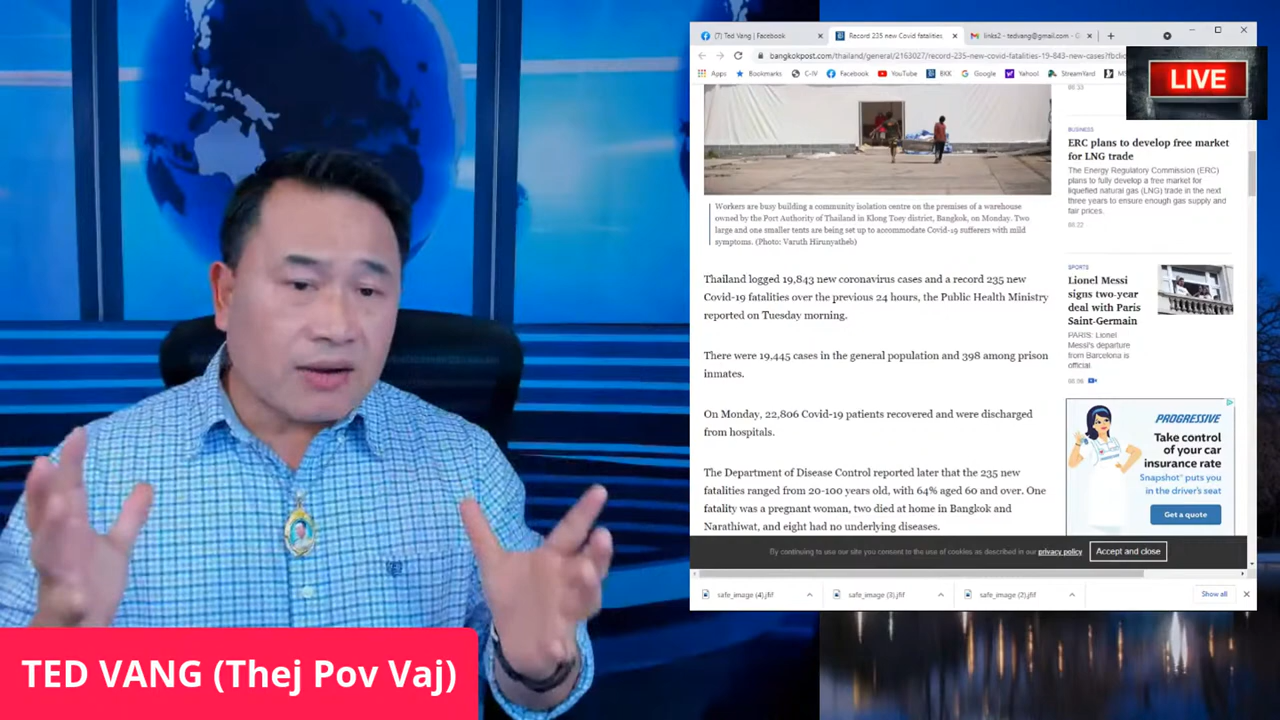 (7) Ted Vang | Facebook
Record 235 new Covid fatalities
links2 - tedvang@gmail.com - G
bangkokpost.com/thailand/general/2163027/record-235-new-covid-fatalities-19-843-new-cases?fbcli
Apps
Bookmarks
C-IV
Facebook
YouTube
BKK
Google
Yahoo!
StreamYard
LIVE
Workers are busy building a community isolation centre on the premises of a warehouse
owned by the Port Authority of Thailand in Klong Toey district, Bangkok, on Monday. Two
large and one smaller tents are being set up to accommodate Covid-19 sufferers with mild
symptoms. (Photo: Varuth Hirunyatheb)
Thailand logged 19,843 new coronavirus cases and a record 235 new
Covid-19 fatalities over the previous 24 hours, the Public Health Ministry
reported on Tuesday morning.
There were 19,445 cases in the general population and 398 among prison
inmates.
On Monday, 22,806 Covid-19 patients recovered and were discharged
from hospitals.
The Department of Disease Control reported later that the 235 new
fatalities ranged from 20-100 years old, with 64% aged 60 and over. One
fatality was a pregnant woman, two died at home in Bangkok and
Narathiwat, and eight had no underlying diseases.
BUSINESS
ERC plans to develop free market
for LNG trade
The Energy Regulatory Commission (ERC)
plans to fully develop a free market for
liquefied natural gas (LNG) trade in the next
three years to ensure enough gas supply and
fair prices.
08:22
SPORTS
Lionel Messi
signs two-year
deal with Paris
Saint-Germain
PARIS: Lionel
Messi's departure
from Barcelona is
official.
PROGRESSIVE
Take control
of your car
insurance rate
Snapshot puts you
in the driver's seat
Get a quote
By continuing to use our site you consent to the use of cookies as described in our privacy policy
Accept and close
safe_image (4).jfif
safe_image (3).jfif
safe_image (2).jfif
Show all
TED VANG (Thej Pov Vaj)